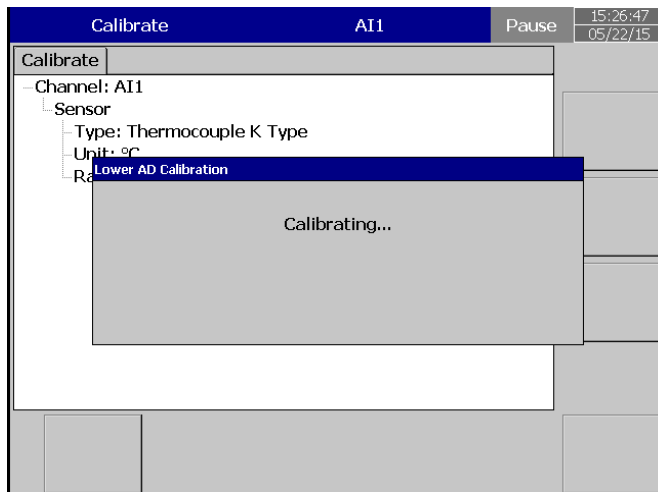 Calibrate AI1 Pause 15:26:47
05/22/15
Calibrate
Channel: AI1
Sensor
Type: Thermocouple K Type
Unit: °C
Lower AD Calibration
Calibrating...